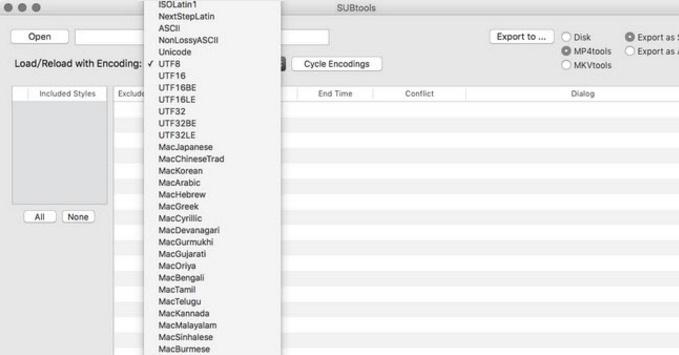 SUBtools
ISOLatin1
NextStepLatin
ASCII
NonLossyASCII
Unicode
✓ UTF8
UTF16
UTF16BE
UTF16LE
UTF32
UTF32BE
UTF32LE
MacJapanese
MacChineseTrad
MacKorean
MacArabic
MacHebrew
MacGreek
MacCyrillic
MacDevanagari
MacGurmukhi
MacGujarati
MacOriya
MacBengali
MacTamil
MacTelugu
MacKannada
MacMalayalam
MacSinhalese
MacBurmese
Open
Export to ...
Disk
MP4tools
MKVtools
Export as
Export as
Load/Reload with Encoding:
Cycle Encodings
Included Styles
Exclude
End Time
Conflict
Dialog
All
None